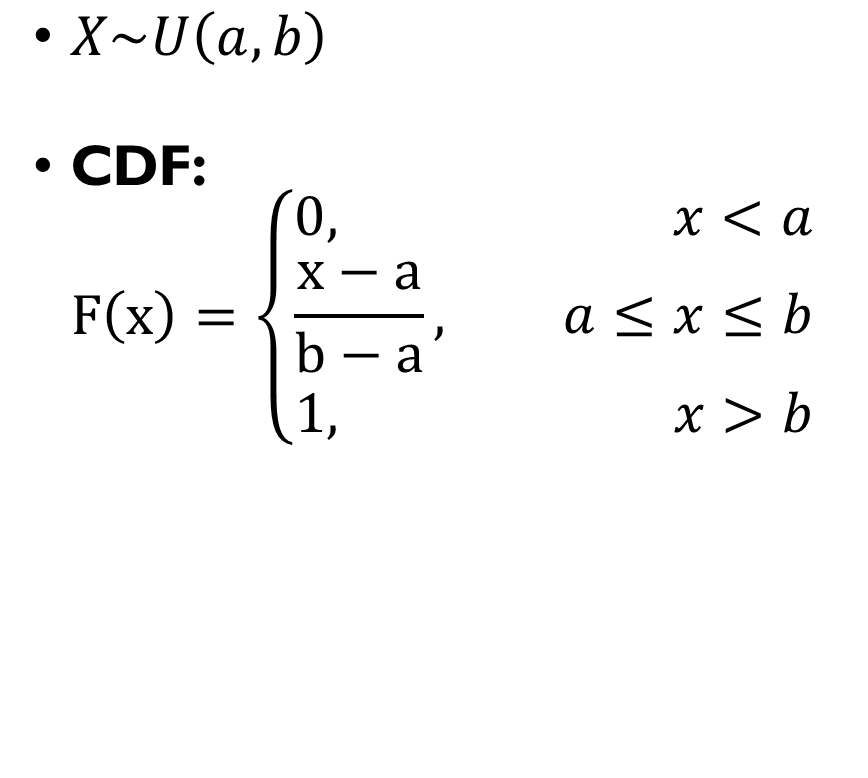 • X~U(a, b)
• CDF:
0, x < a
F(x) = { x − a / b − a, a ≤ x ≤ b
1, x > b